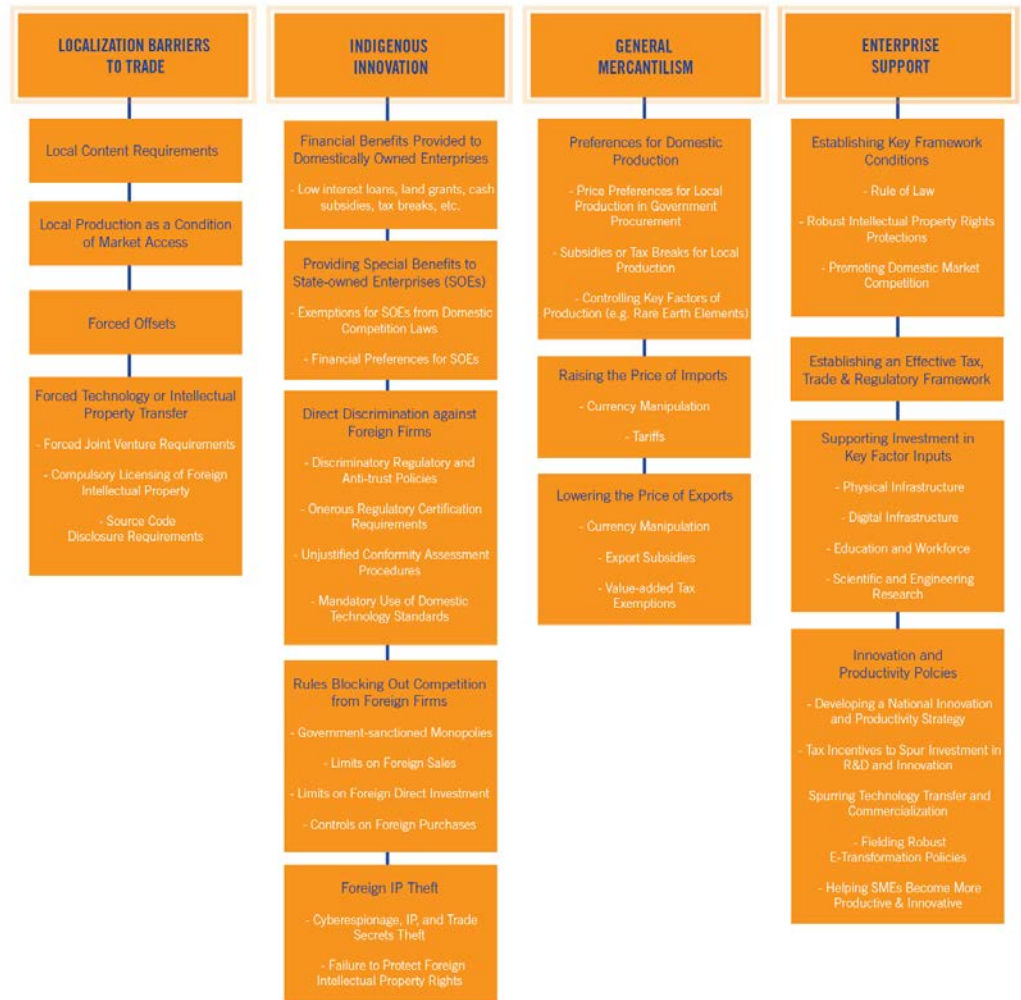 LOCALIZATION BARRIERS
TO TRADE
Local Content Requirements
Local Production as a Condition
of Market Access
Forced Offsets
Forced Technology or Intellectual
Property Transfer
- Forced Joint Venture Requirements
- Compulsory Licensing of Foreign
Intellectual Property
- Source Code
Disclosure Requirements
INDIGENOUS
INNOVATION
Financial Benefits Provided to
Domestically Owned Enterprises
- Low interest loans, land grants, cash
subsidies, tax breaks, etc.
Providing Special Benefits to
State-owned Enterprises (SOEs)
- Exemptions for SOEs from Domestic
Competition Laws
- Financial Preferences for SOEs
Direct Discrimination against
Foreign Firms
- Discriminatory Regulatory and
Anti-trust Policies
- Onerous Regulatory Certification
Requirements
- Unjustified Conformity Assessment
Procedures
- Mandatory Use of Domestic
Technology Standards
Rules Blocking Out Competition
from Foreign Firms
- Government-sanctioned Monopolies
- Limits on Foreign Sales
- Limits on Foreign Direct Investment
- Controls on Foreign Purchases
Foreign IP Theft
- Cyberespionage, IP, and Trade
Secrets Theft
- Failure to Protect Foreign
Intellectual Property Rights
GENERAL
MERCANTILISM
Preferences for Domestic
Production
- Price Preferences for Local
Production in Government
Procurement
- Subsidies or Tax Breaks for Local
Production
- Controlling Key Factors of
Production (e.g. Rare Earth Elements)
Raising the Price of Imports
- Currency Manipulation
- Tariffs
Lowering the Price of Exports
- Currency Manipulation
- Export Subsidies
- Value-added Tax
Exemptions
ENTERPRISE
SUPPORT
Establishing Key Framework
Conditions
- Rule of Law
- Robust Intellectual Property Rights
Protections
- Promoting Domestic Market
Competition
Establishing an Effective Tax,
Trade & Regulatory Framework
Supporting Investment in
Key Factor Inputs
- Physical Infrastructure
- Digital Infrastructure
- Education and Workforce
- Scientific and Engineering
Research
Innovation and
Productivity Polcies
- Developing a National Innovation
and Productivity Strategy
- Tax Incentives to Spur Investment in
R&D and Innovation
Spurring Technology Transfer and
Commercialization
- Fielding Robust
E-Transformation Policies
- Helping SMEs Become More
Productive & Innovative